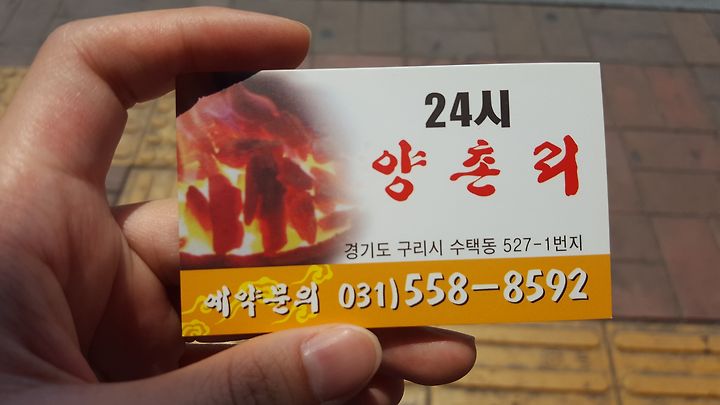 24시
양촌리
경기도 구리시 수택동 527-1번지
예약문의 031)558-8592